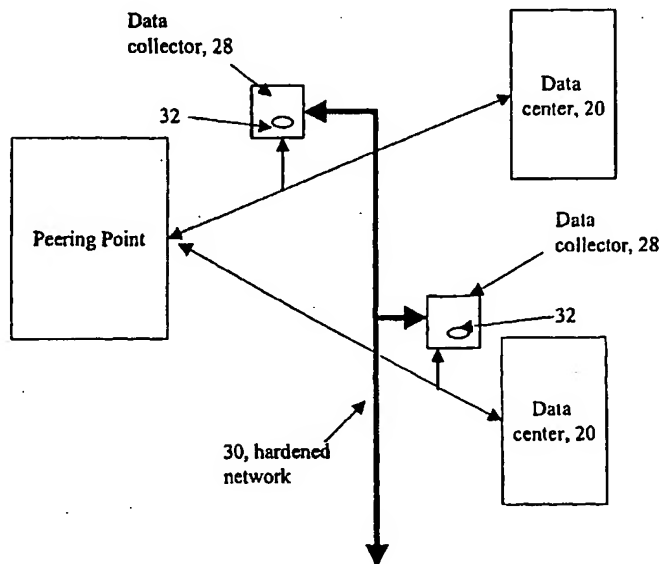 Data
collector, 28
32
Data
center, 20
Peering Point
Data
collector, 28
32
Data
center, 20
30, hardened
network